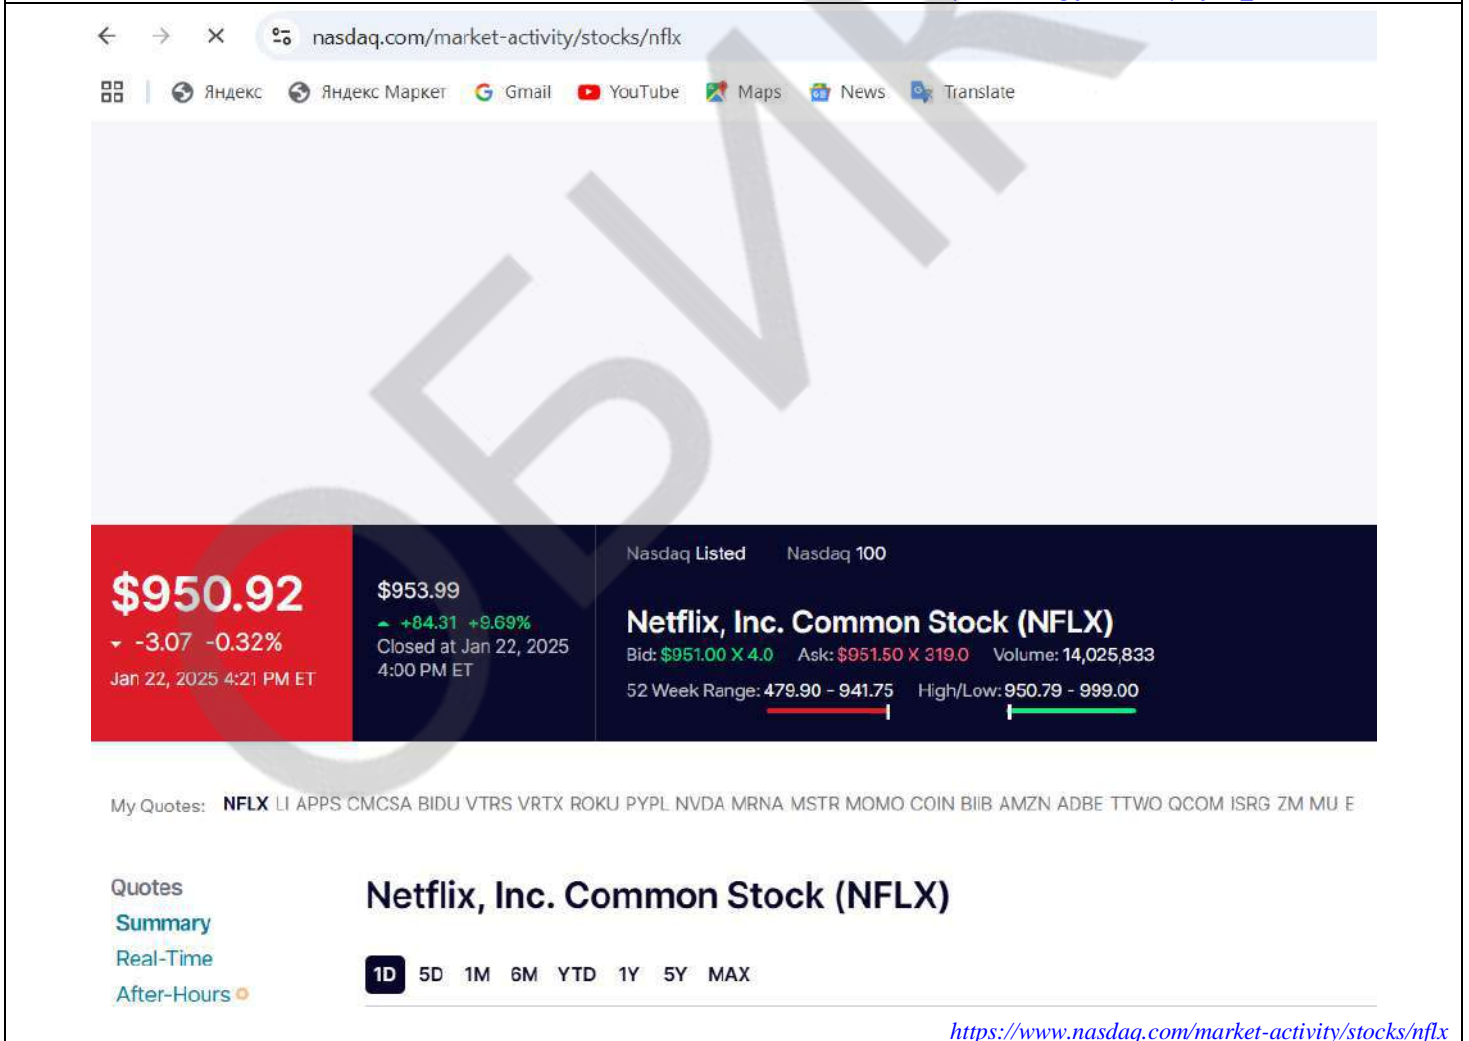 nasdaq.com/market-activity/stocks/nflx
Яндекс Яндекс Маркет Gmail YouTube Maps News Translate
ОБИК
Nasdaq Listed Nasdaq 100
$950.92
-3.07 -0.32%
Jan 22, 2025 4:21 PM ET
$953.99
+84.31 +9.69%
Closed at Jan 22, 2025
4:00 PM ET
Netflix, Inc. Common Stock (NFLX)
Bid: $951.00 X 4.0 Ask: $951.50 X 319.0 Volume: 14,025,833
52 Week Range: 479.90 - 941.75 High/Low: 950.79 - 999.00
My Quotes: NFLX LI APPS CMCSA BIDU VTRS VRTX ROKU PYPL NVDA MRNA MSTR MOMO COIN BIIB AMZN ADBE TTWO QCOM ISRG ZM MU E
Quotes
Summary
Real-Time
After-Hours
Netflix, Inc. Common Stock (NFLX)
1D 5D 1M 6M YTD 1Y 5Y MAX
https://www.nasdaq.com/market-activity/stocks/nflx